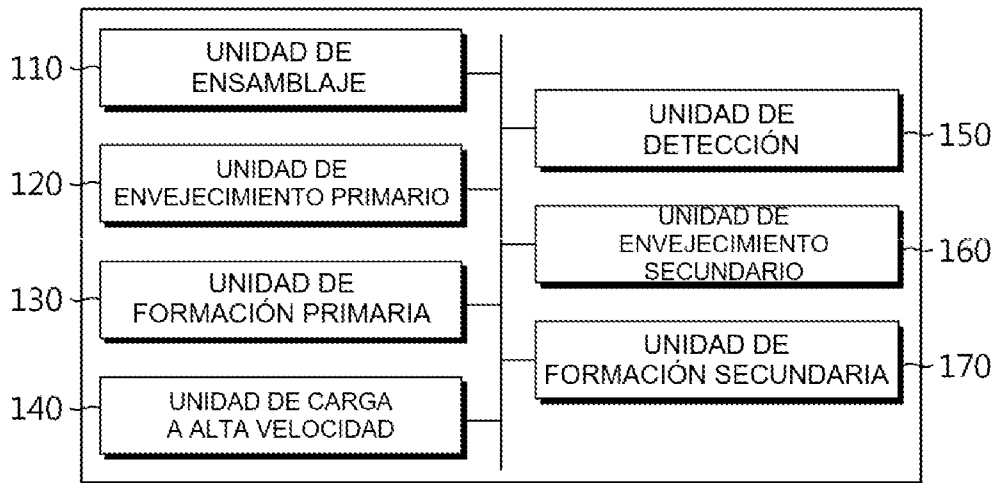 110
UNIDAD DE
ENSAMBLAJE
120
UNIDAD DE
ENVEJECIMIENTO PRIMARIO
130
UNIDAD DE
FORMACIÓN PRIMARIA
140
UNIDAD DE CARGA
A ALTA VELOCIDAD
UNIDAD DE
DETECCIÓN
150
UNIDAD DE
ENVEJECIMIENTO
SECUNDARIO
160
UNIDAD DE
FORMACIÓN SECUNDARIA
170